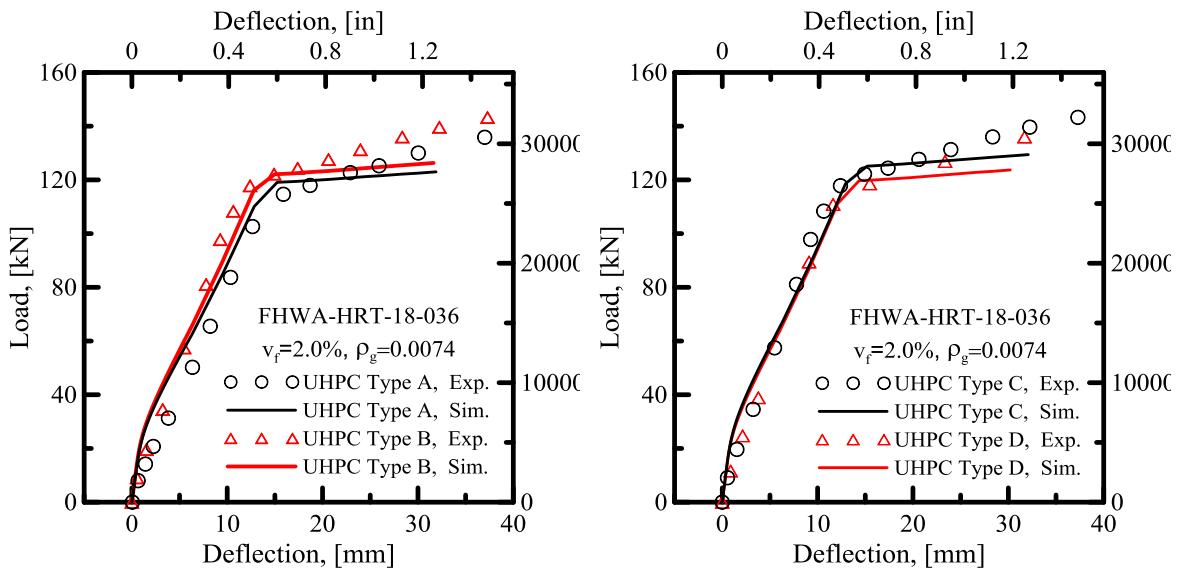 Deflection, [in]
0 0.4 0.8 1.2
160
120
80
40
0
Load, [kN]
30000
20000
10000
0
FHWA-HRT-18-036
vf=2.0%, ρg=0.0074
UHPC Type A, Exp.
UHPC Type A, Sim.
UHPC Type B, Exp.
UHPC Type B, Sim.
0 10 20 30 40
Deflection, [mm]
Deflection, [in]
0 0.4 0.8 1.2
160
120
80
40
0
Load, [kN]
30000
20000
10000
0
FHWA-HRT-18-036
vf=2.0%, ρg=0.0074
UHPC Type C, Exp.
UHPC Type C, Sim.
UHPC Type D, Exp.
UHPC Type D, Sim.
0 10 20 30 40
Deflection, [mm]